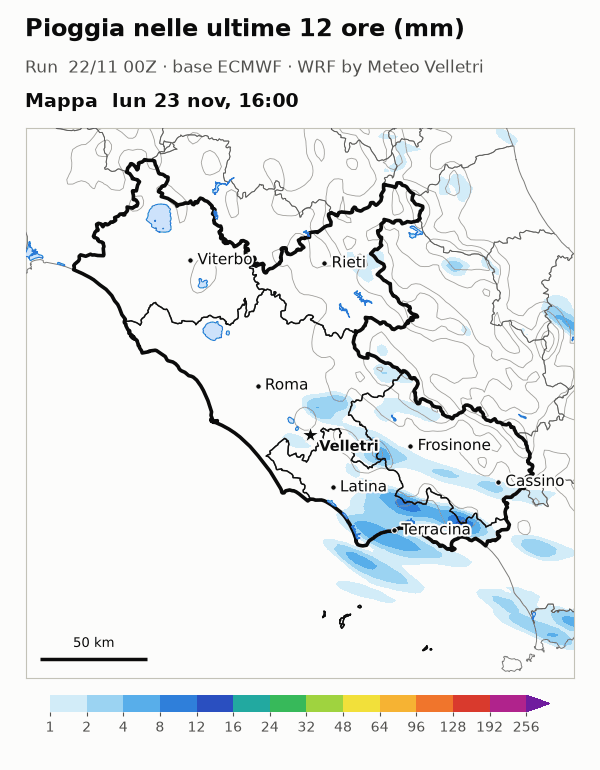 Pioggia nelle ultime 12 ore (mm)
Run 22/11 00Z · base ECMWF · WRF by Meteo Velletri
Mappa lun 23 nov, 16:00
Viterbo
Rieti
Roma
Velletri
Frosinone
Cassino
Latina
Terracina
50 km
1 2 4 8 12 16 24 30 48 64 96 128 192 256